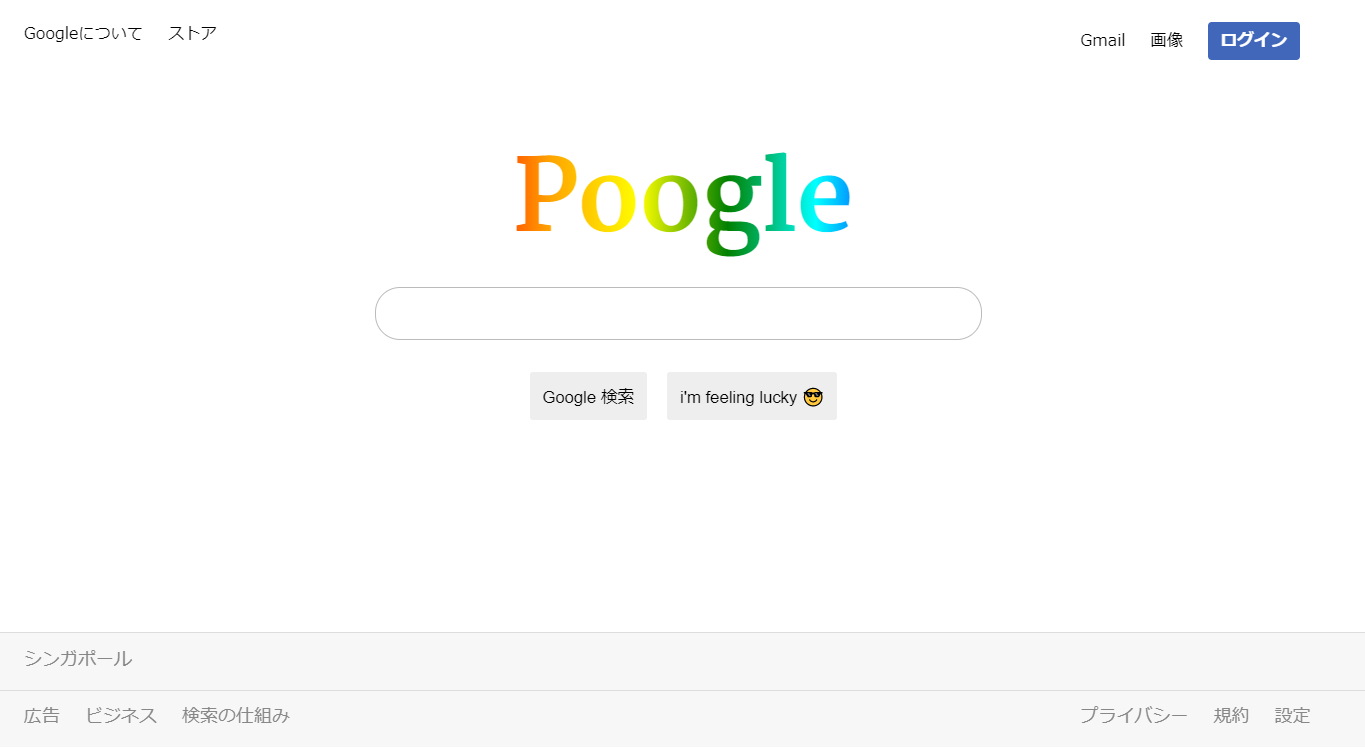 Googleについて ストア
Gmail 画像 ログイン
Poogle
Google 検索 i'm feeling lucky 😎
シンガポール
広告 ビジネス 検索の仕組み プライバシー 規約 設定